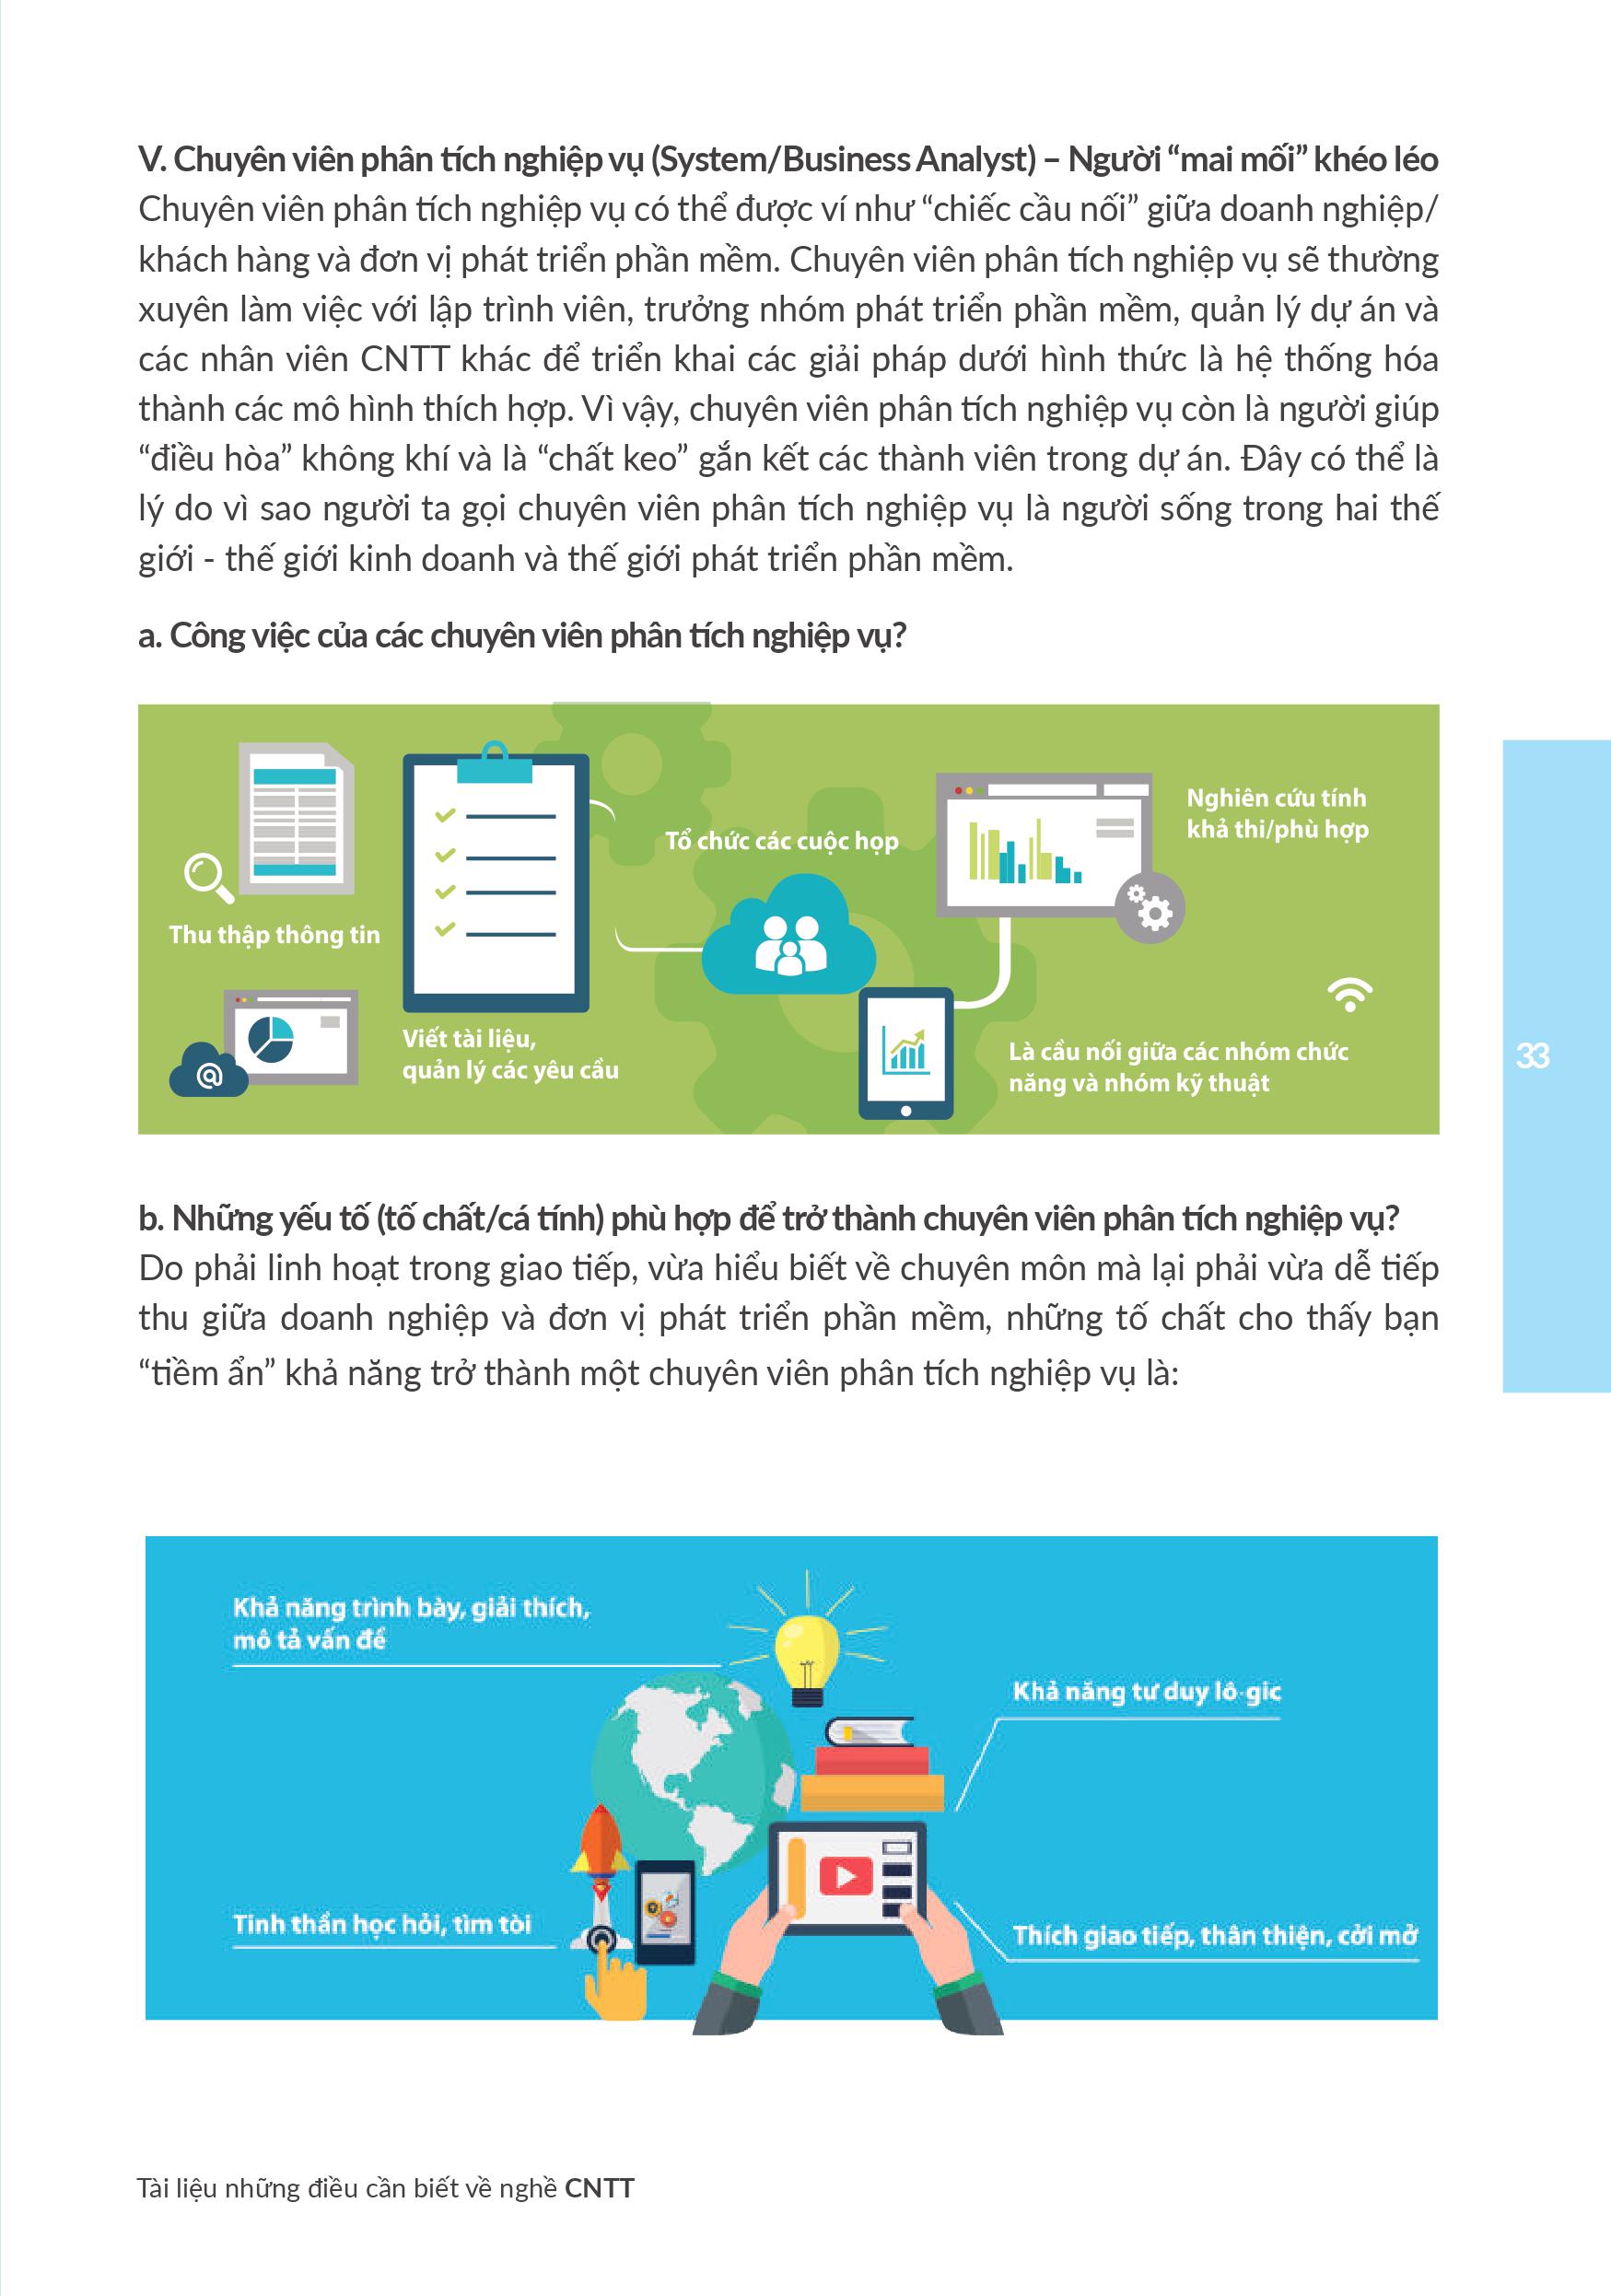 V. Chuyên viên phân tích nghiệp vụ (System/Business Analyst) – Người “mai mối” khéo léo
Chuyên viên phân tích nghiệp vụ có thể được ví như “chiếc cầu nối” giữa doanh nghiệp/
khách hàng và đơn vị phát triển phần mềm. Chuyên viên phân tích nghiệp vụ sẽ thường
xuyên làm việc với lập trình viên, trưởng nhóm phát triển phần mềm, quản lý dự án và
các nhân viên CNTT khác để triển khai các giải pháp dưới hình thức là hệ thống hóa
thành các mô hình thích hợp. Vì vậy, chuyên viên phân tích nghiệp vụ còn là người giúp
“điều hòa” không khí và là “chất keo” gắn kết các thành viên trong dự án. Đây có thể là
lý do vì sao người ta gọi chuyên viên phân tích nghiệp vụ là người sống trong hai thế
giới - thế giới kinh doanh và thế giới phát triển phần mềm.
a. Công việc của các chuyên viên phân tích nghiệp vụ?
Thu thập thông tin
Viết tài liệu,
quản lý các yêu cầu
Tổ chức các cuộc họp
Nghiên cứu tính
khả thi/phù hợp
Là cầu nối giữa các nhóm chức
năng và nhóm kỹ thuật
@
33
b. Những yếu tố (tố chất/cá tính) phù hợp để trở thành chuyên viên phân tích nghiệp vụ?
Do phải linh hoạt trong giao tiếp, vừa hiểu biết về chuyên môn mà lại phải vừa dễ tiếp
thu giữa doanh nghiệp và đơn vị phát triển phần mềm, những tố chất cho thấy bạn
“tiềm ẩn” khả năng trở thành một chuyên viên phân tích nghiệp vụ là:
Khả năng trình bày, giải thích,
mô tả vấn đề
Khả năng tư duy lô-gic
Tinh thần học hỏi, tìm tòi
Thích giao tiếp, thân thiện, cởi mở
Tài liệu những điều cần biết về nghề CNTT